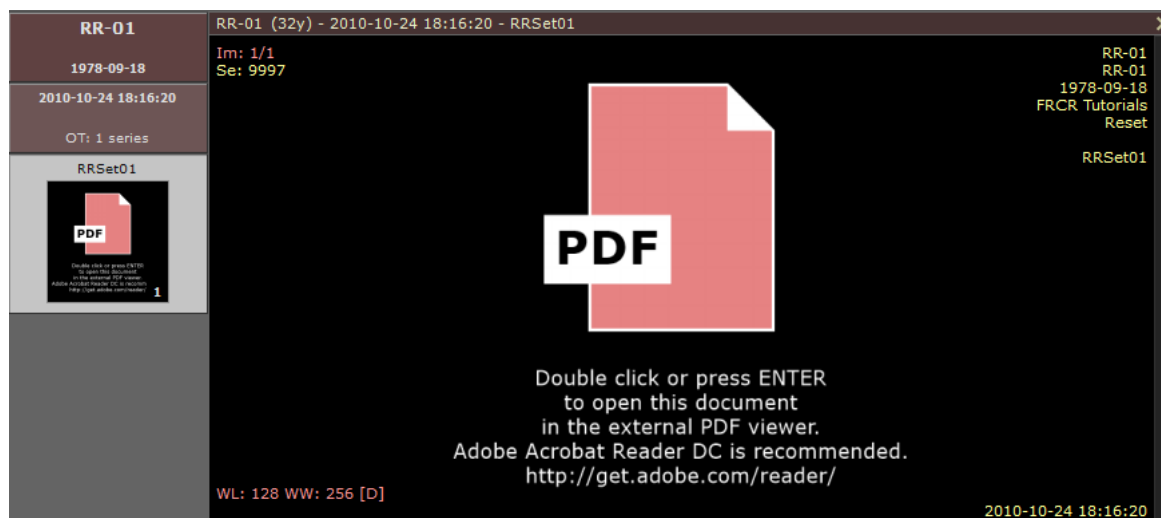 RR-01
1978-09-18
2010-10-24 18:16:20
OT: 1 series
RRSet01
PDF
Double click or press ENTER
to open this document
in the external PDF viewer.
Adobe Acrobat Reader DC is recomm
http://get.adobe.com/reader/
1
RR-01 (32y) - 2010-10-24 18:16:20 - RRSet01
Im: 1/1
Se: 9997
RR-01
RR-01
1978-09-18
FRCR Tutorials
Reset
RRSet01
PDF
Double click or press ENTER
to open this document
in the external PDF viewer.
Adobe Acrobat Reader DC is recommended.
http://get.adobe.com/reader/
WL: 128 WW: 256 [D]
2010-10-24 18:16:20